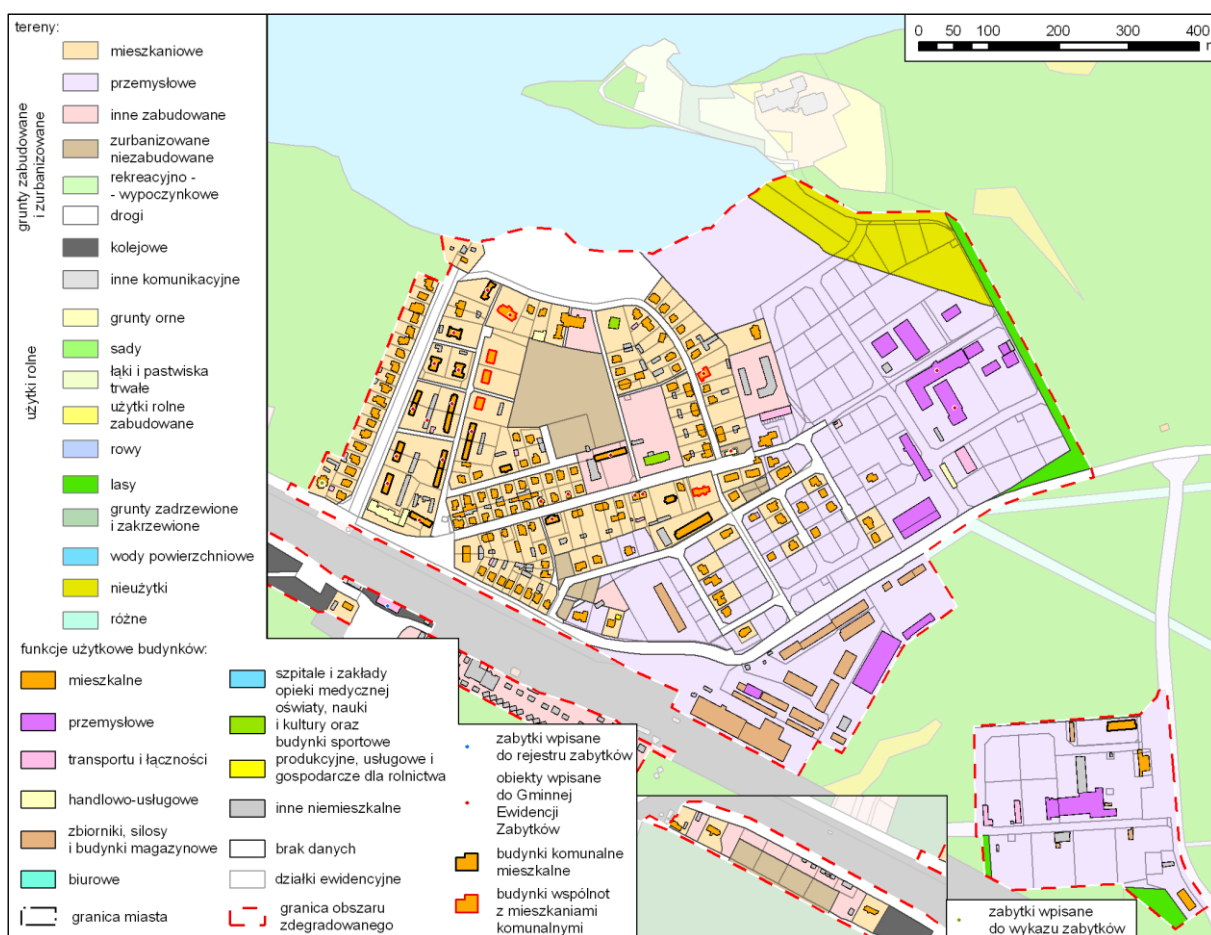 tereny:
grunty zabudowane
i zurbanizowane
mieszkaniowe
przemysłowe
inne zabudowane
zurbanizowane
niezabudowane
rekreacyjno -
- wypoczynkowe
drogi
kolejowe
inne komunikacyjne
użytki rolne
grunty orne
sady
łąki i pastwiska
trwałe
użytki rolne
zabudowane
rowy
lasy
grunty zadrzewione
i zakrzewione
wody powierzchniowe
nieużytki
różne
funkcje użytkowe budynków:
mieszkalne
przemysłowe
transportu i łączności
handlowo-usługowe
zbiorniki, silosy
i budynki magazynowe
biurowe
granica miasta
szpitale i zakłady
opieki medycznej
oświaty, nauki
i kultury oraz
budynki sportowe
produkcyjne, usługowe i
gospodarcze dla rolnictwa
inne niemieszkalne
brak danych
działki ewidencyjne
granica obszaru
zdegradowanego
zabytki wpisane
do rejestru zabytków
obiekty wpisane
do Gminnej
Ewidencji
Zabytków
budynki komunalne
mieszkalne
budynki wspólnot
z mieszkaniami
komunalnymi
zabytki wpisane
do wykazu zabytków
0 50 100 200 300 400